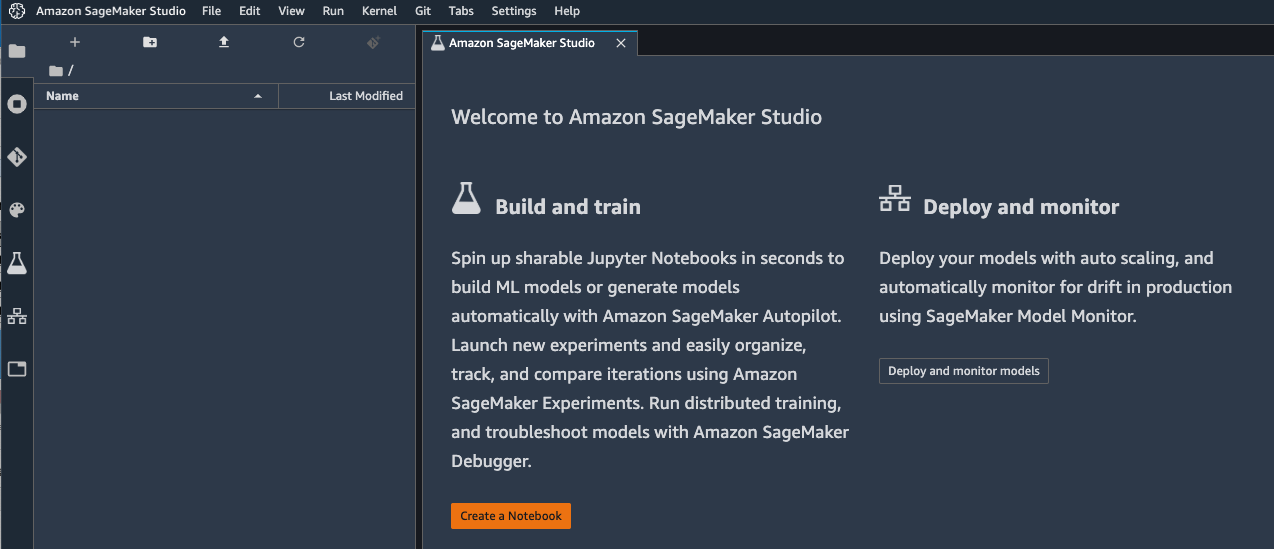 Amazon SageMaker Studio File Edit View Run Kernel Git Tabs Settings Help
/
Name Last Modified
Amazon SageMaker Studio
Welcome to Amazon SageMaker Studio
Build and train
Spin up sharable Jupyter Notebooks in seconds to
build ML models or generate models
automatically with Amazon SageMaker Autopilot.
Launch new experiments and easily organize,
track, and compare iterations using Amazon
SageMaker Experiments. Run distributed training,
and troubleshoot models with Amazon SageMaker
Debugger.
Create a Notebook
Deploy and monitor
Deploy your models with auto scaling, and
automatically monitor for drift in production
using SageMaker Model Monitor.
Deploy and monitor models